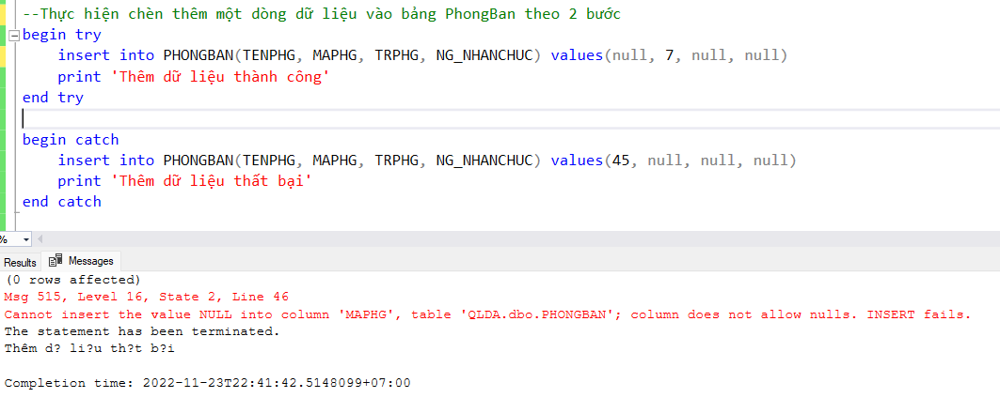 --Thực hiện chèn thêm một dòng dữ liệu vào bảng PhongBan theo 2 bước
begin try
insert into PHONGBAN(TENPHG, MAPHG, TRPHG, NG_NHANCHUC) values(null, 7, null, null)
print 'Thêm dữ liệu thành công'
end try
begin catch
insert into PHONGBAN(TENPHG, MAPHG, TRPHG, NG_NHANCHUC) values(45, null, null, null)
print 'Thêm dữ liệu thất bại'
end catch
%
Results Messages
(0 rows affected)
Msg 515, Level 16, State 2, Line 46
Cannot insert the value NULL into column 'MAPHG', table 'QLDA.dbo.PHONGBAN'; column does not allow nulls. INSERT fails.
The statement has been terminated.
Thêm d? li?u th?t b?i
Completion time: 2022-11-23T22:41:42.5148099+07:00